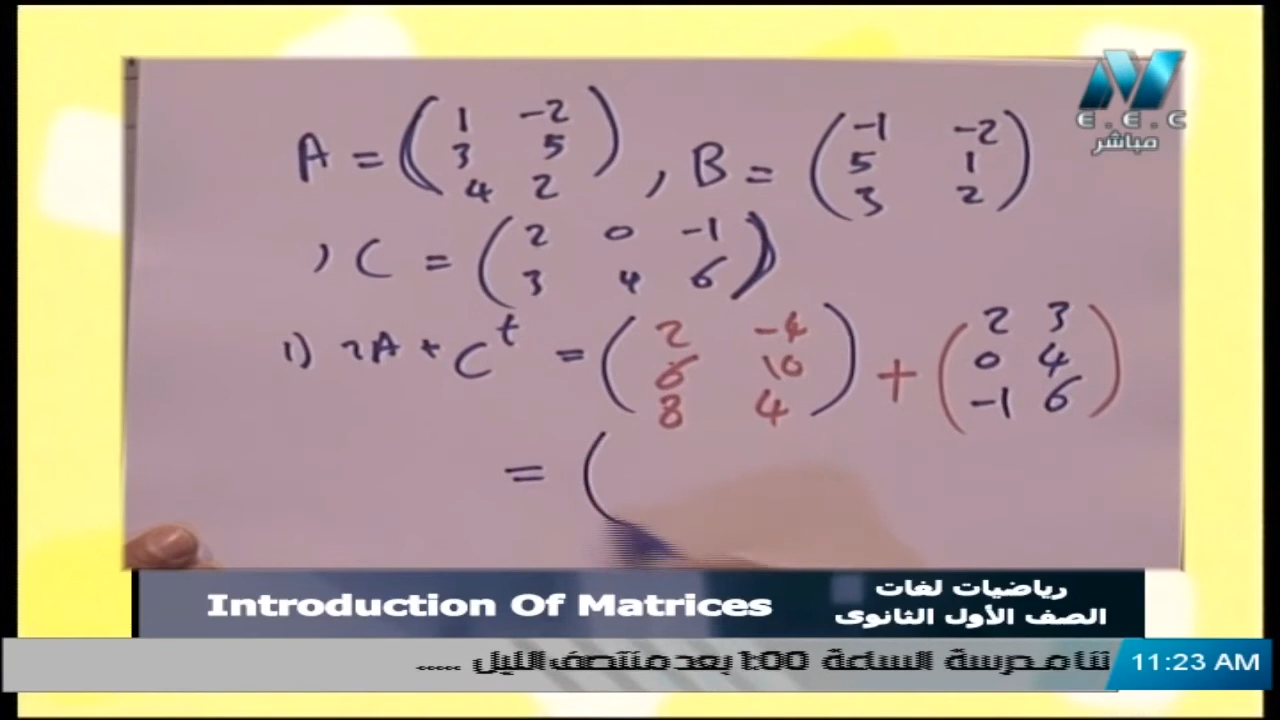 E.E.C
مباشر
A = ( 1 -2
3 5
4 2 ) , B = ( -1 -2
5 1
3 2 )
, C = ( 2 0 -1
3 4 6 )
1) 2A + C^t = ( 2 -4
6 10
8 4 ) + ( 2 3
0 4
-1 6 )
= (
Introduction Of Matrices
رياضيات لغات
الصف الأول الثانوى
مدرسة الساعة 1:00 بعد منتصف الليل .....
11:23 AM